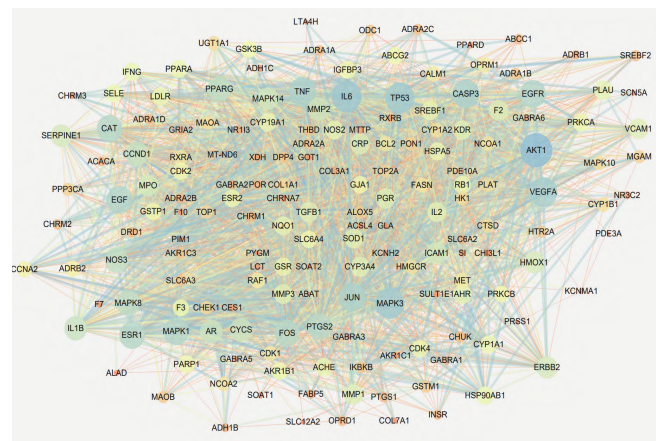 LTA4H
ODC1 ADRA2C
UGT1A1 ADRA1A PPARD ABCC1
GSK3B ABCG2 ADRB1 SREBF2
IFNG PPARA ADH1C IGFBP3 CALM1 OPRM1 ADRA1B
CHRM3 SELE LDLR PPARG MAPK14 TNF IL6 TP53 CASP3 EGFR PLAU SCN5A
MMP2 SREBF1 F2 GABRA6 PRKCA VCAM1
SERPINE1 CAT ADRA1D MAOA CYP19A1 THBD NOS2 MTTP RXRB CYP1A2 KDR
GRIA2 NR1I3 ADRA2A CRP BCL2 PON1 HSPA5 NCOA1 AKT1
ACACA CCND1 RXRA MT-ND6 XDH DPP4 GOT1 MAPK10 MGAM
PPP3CA CDK2 COL3A1 TOP2A PDE10A
EGF MPO GABRA2 POR COL1A1 GJA1 FASN RB1 PLAT VEGFA NR3C2
ADRA2B ESR2 CHRNA7 PGR HK1 CYP1B1
CHRM2 GSTP1 F10 TOP1 CHRM1 TGFB1 ALOX5 IL2
DRD1 NQO1 ACSL4 GLA CTSD HTR2A PDE3A
PIM1 SLC6A4 SOD1 SLC6A2
NOS3 AKR1C3 PYGM KCNH2 ICAM1 SI CHI3L1 HMOX1
CCNA2 ADRB2 LCT GSR SOAT2 CYP3A4 HMGCR
SLC6A3 RAF1 MET KCNMA1
F7 MAPK8 F3 CHEK1 CES1 MMP3 ABAT JUN MAPK3 SULT1E1 AHR PRKCB
IL1B ESR1 MAPK1 AR CYCS FOS PTGS2 GABRA3 CHUK PRSS1
CDK1 CDK4 CYP1A1
ALAD PARP1 GABRA5 AKR1B1 ACHE IKBKB AKR1C1 GABRA1 ERBB2
NCOA2 MMP1 GSTM1 HSP90AB1
MAOB SOAT1 FABP5 PTGS1 INSR
ADH1B SLC12A2 OPRD1 COL7A1